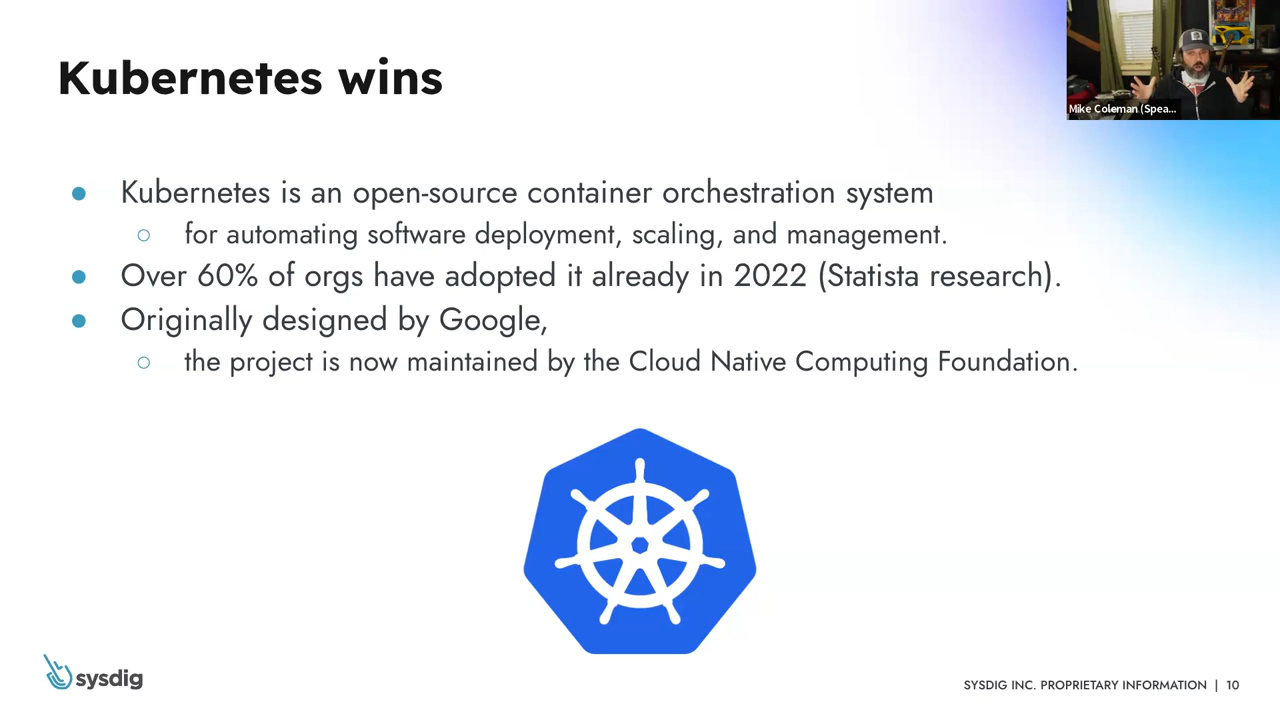 Kubernetes wins
Mike Coleman (Spea...
● Kubernetes is an open-source container orchestration system
○ for automating software deployment, scaling, and management.
● Over 60% of orgs have adopted it already in 2022 (Statista research).
● Originally designed by Google,
○ the project is now maintained by the Cloud Native Computing Foundation.
sysdig
SYSDIG INC. PROPRIETARY INFORMATION | 10